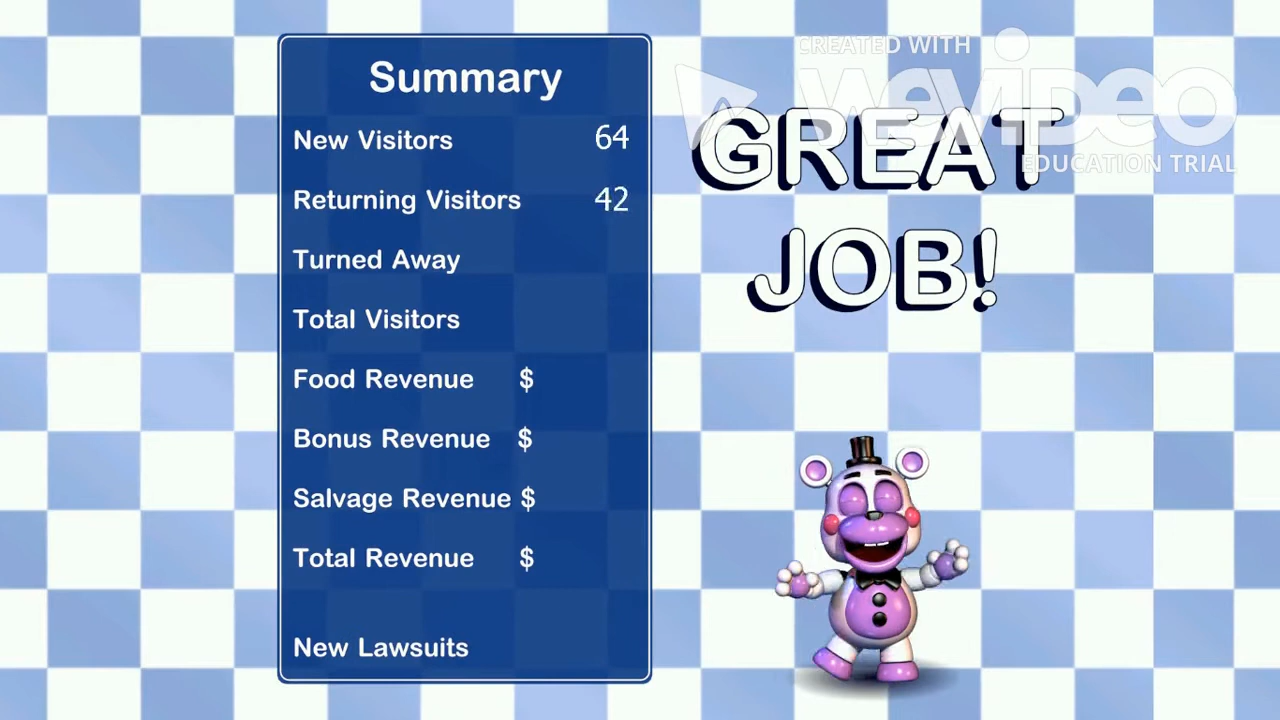 Summary
New Visitors 64
Returning Visitors 42
Turned Away
Total Visitors
Food Revenue $
Bonus Revenue $
Salvage Revenue $
Total Revenue $
New Lawsuits
CREATED WITH
WeVideo
EDUCATION TRIAL
GREAT
JOB!